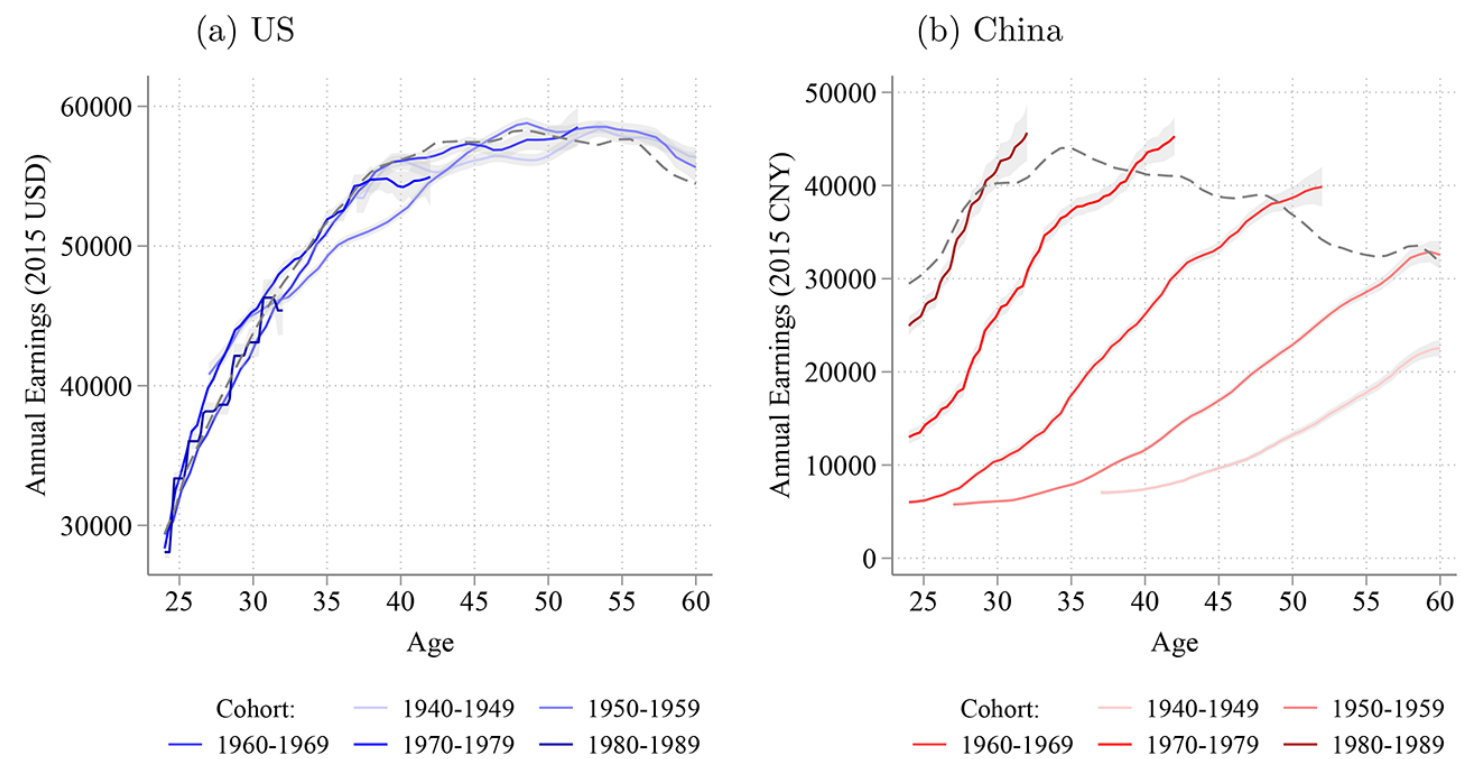 (a) US
Annual Earnings (2015 USD)
60000
50000
40000
30000
25 30 35 40 45 50 55 60
Age
Cohort: 1940-1949 1950-1959
1960-1969 1970-1979 1980-1989
(b) China
Annual Earnings (2015 CNY)
50000
40000
30000
20000
10000
0
25 30 35 40 45 50 55 60
Age
Cohort: 1940-1949 1950-1959
1960-1969 1970-1979 1980-1989